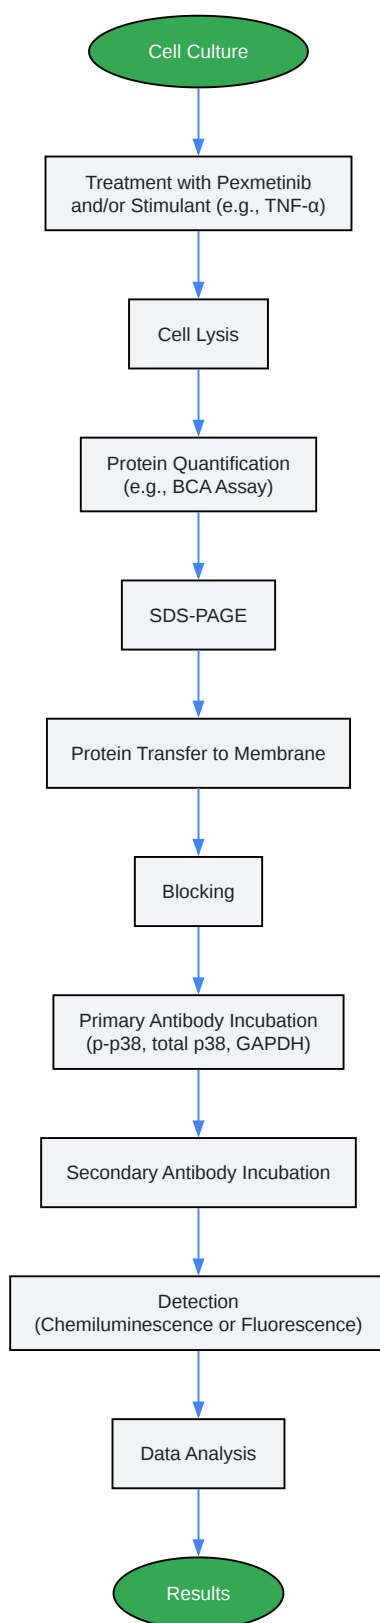 Cell Culture
Treatment with Pexmetinib
and/or Stimulant (e.g., TNF-α)
Cell Lysis
Protein Quantification
(e.g., BCA Assay)
SDS-PAGE
Protein Transfer to Membrane
Blocking
Primary Antibody Incubation
(p-p38, total p38, GAPDH)
Secondary Antibody Incubation
Detection
(Chemiluminescence or Fluorescence)
Data Analysis
Results